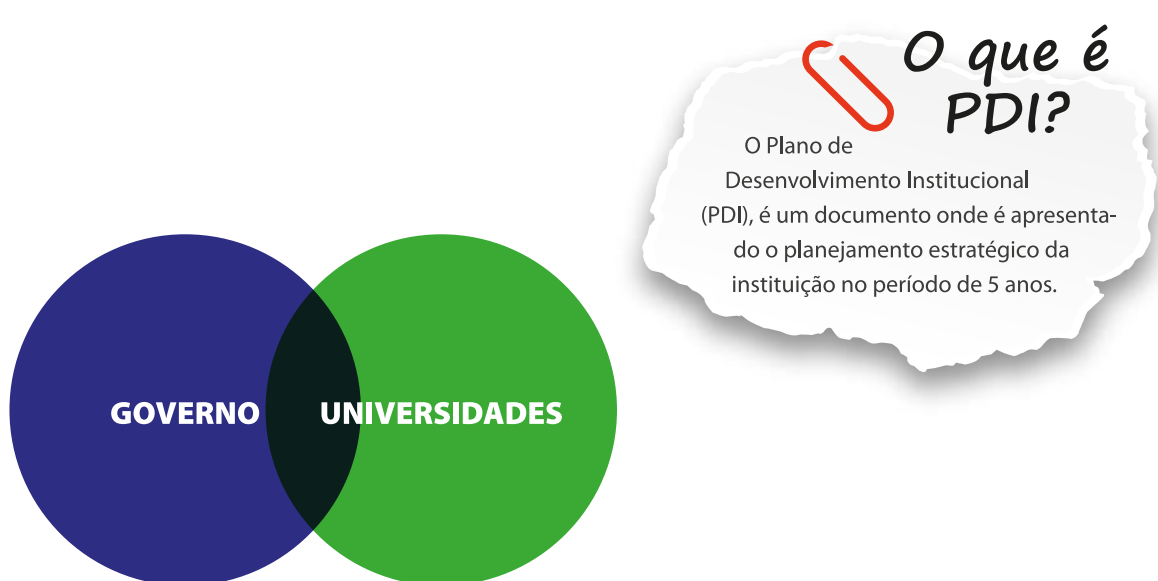 O que é
PDI?
O Plano de
Desenvolvimento Institucional
(PDI), é um documento onde é apresenta-
do o planejamento estratégico da
instituição no período de 5 anos.
GOVERNO
UNIVERSIDADES